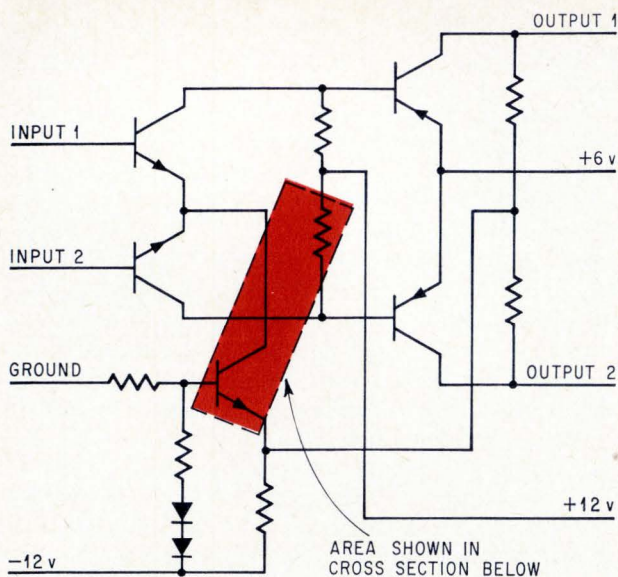 OUTPUT 1
INPUT 1
+6 v
INPUT 2
GROUND
OUTPUT 2
+12 v
AREA SHOWN IN
CROSS SECTION BELOW
−12 v